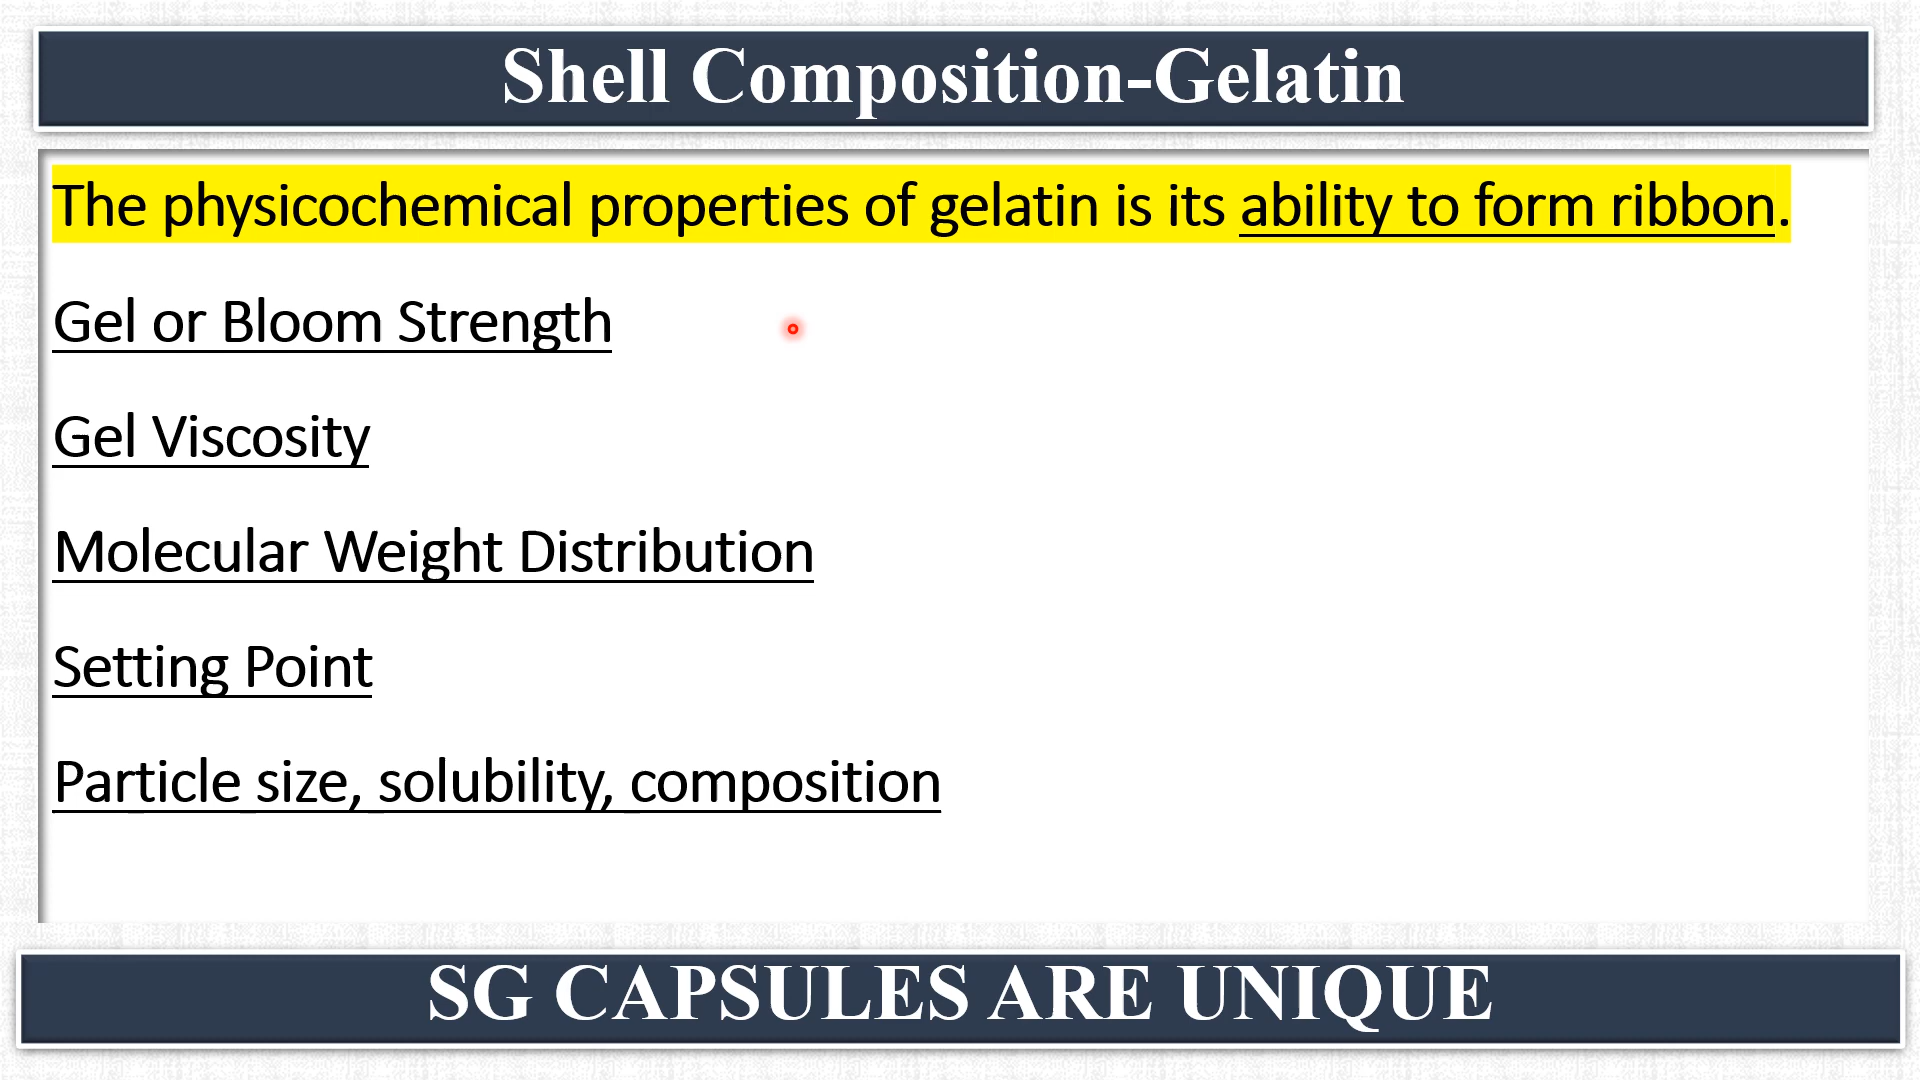 Shell Composition-Gelatin
The physicochemical properties of gelatin is its ability to form ribbon.
Gel or Bloom Strength
Gel Viscosity
Molecular Weight Distribution
Setting Point
Particle size, solubility, composition
SG CAPSULES ARE UNIQUE